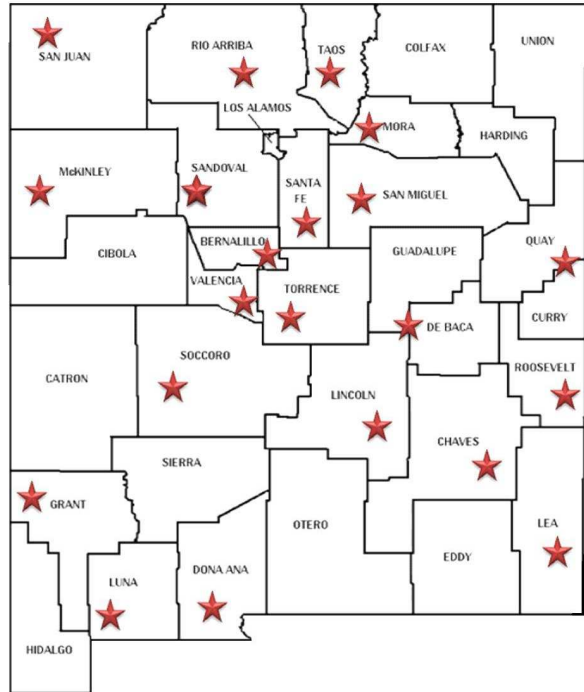 UNION
COLFAX
TAOS
RIO ARRIBA
SAN JUAN
LOS ALAMOS
MORA
HARDING
McKINLEY
SANDOVAL
SANTA
FE
SAN MIGUEL
BERNALILLO
CIBOLA
GUADALUPE
QUAY
VALENCIA
TORRENCE
CURRY
DE BACA
SOCCORO
CATRON
ROOSEVELT
LINCOLN
CHAVES
SIERRA
GRANT
OTERO
LEA
EDDY
LUNA
DONA ANA
HIDALGO